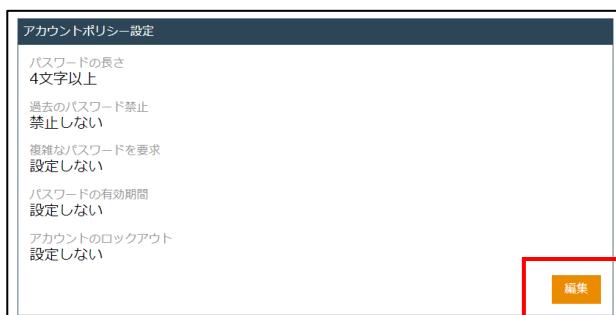 アカウントポリシー設定
パスワードの長さ
4文字以上
過去のパスワード禁止
禁止しない
複雑なパスワードを要求
設定しない
パスワードの有効期間
設定しない
アカウントのロックアウト
設定しない
編集